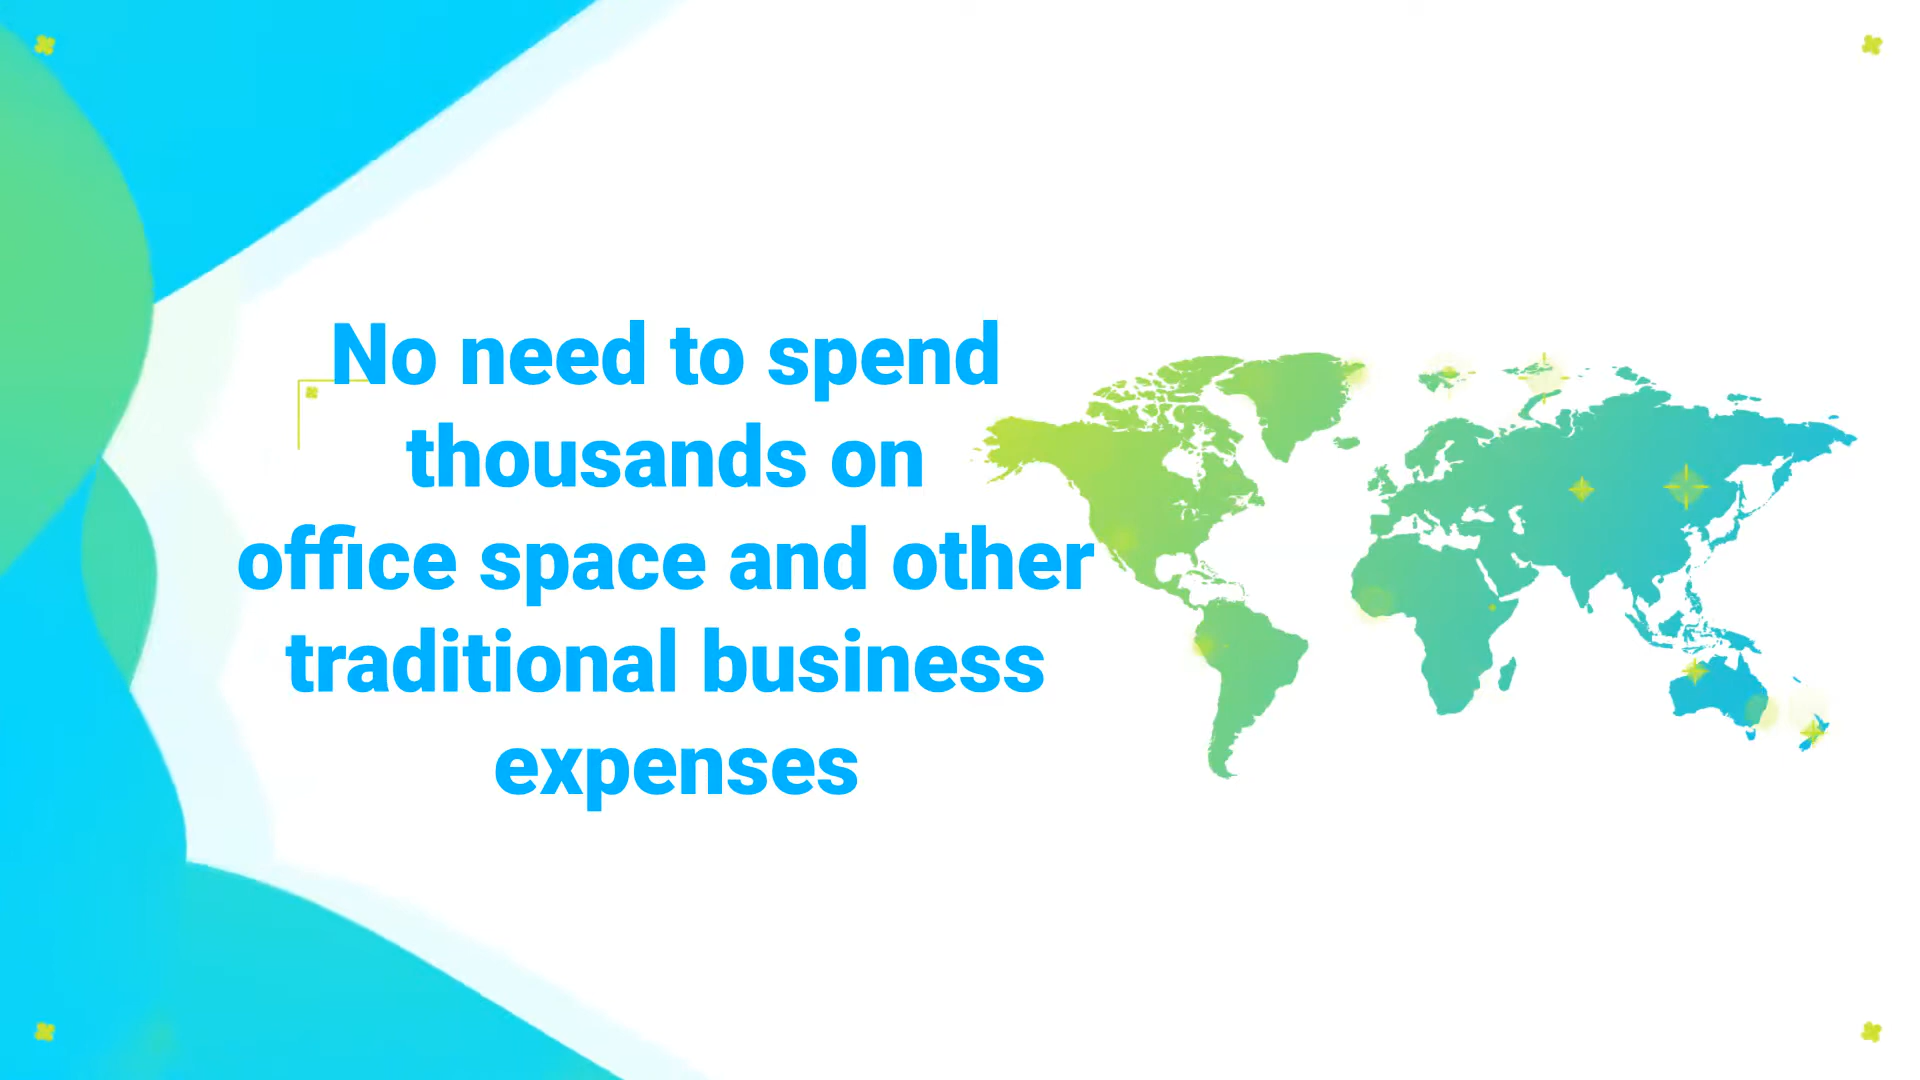 No need to spend
thousands on
office space and other
traditional business
expenses